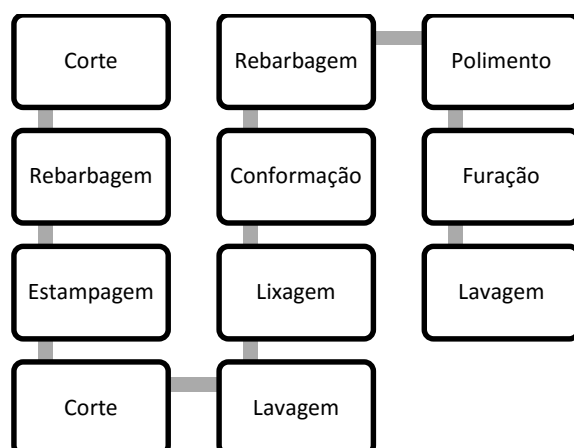 Corte
Rebarbagem
Estampagem
Corte
Lavagem
Lixagem
Conformação
Rebarbagem
Polimento
Furação
Lavagem